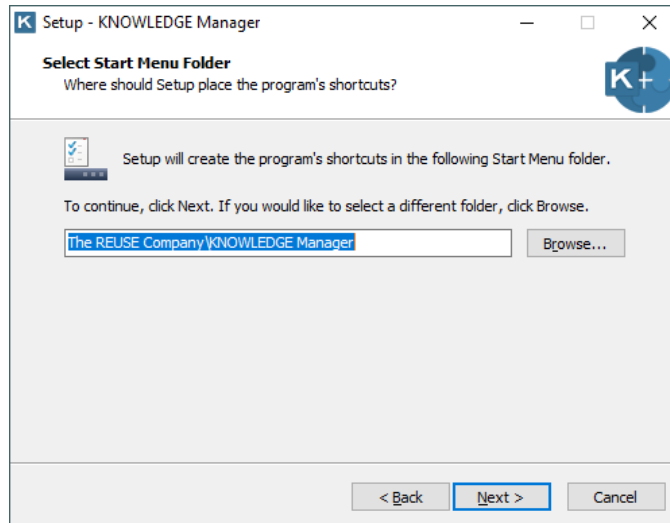 K Setup - KNOWLEDGE Manager
Select Start Menu Folder
Where should Setup place the program's shortcuts?
K
Setup will create the program's shortcuts in the following Start Menu folder.
To continue, click Next. If you would like to select a different folder, click Browse.
The REUSE Company\KNOWLEDGE Manager
Browse...
< Back Next > Cancel